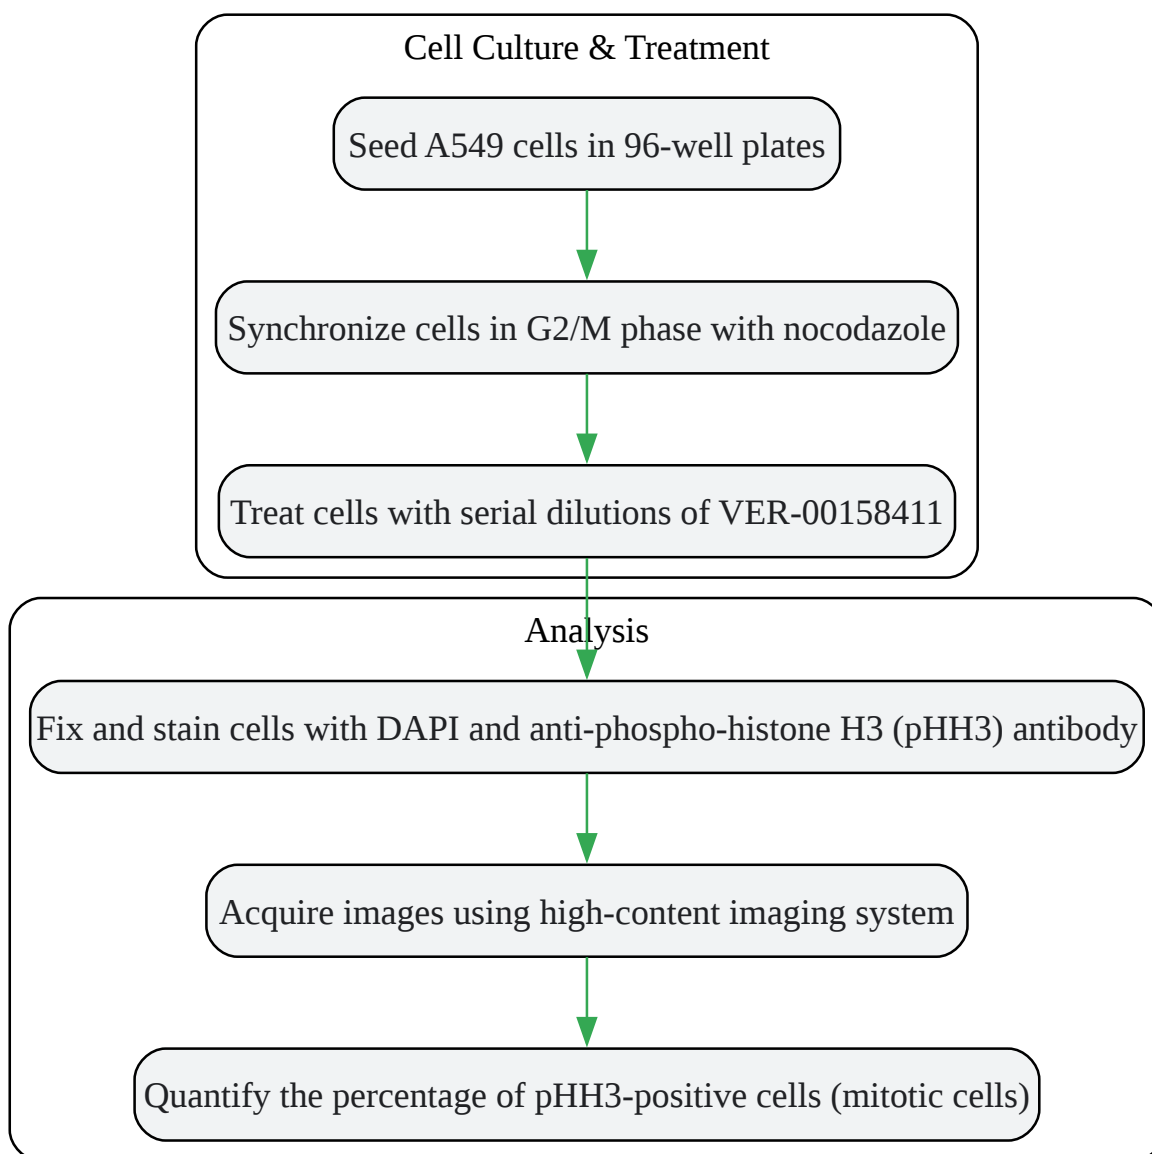 Cell Culture & Treatment
Seed A549 cells in 96-well plates
Synchronize cells in G2/M phase with nocodazole
Treat cells with serial dilutions of VER-00158411
Analysis
Fix and stain cells with DAPI and anti-phospho-histone H3 (pHH3) antibody
Acquire images using high-content imaging system
Quantify the percentage of pHH3-positive cells (mitotic cells)